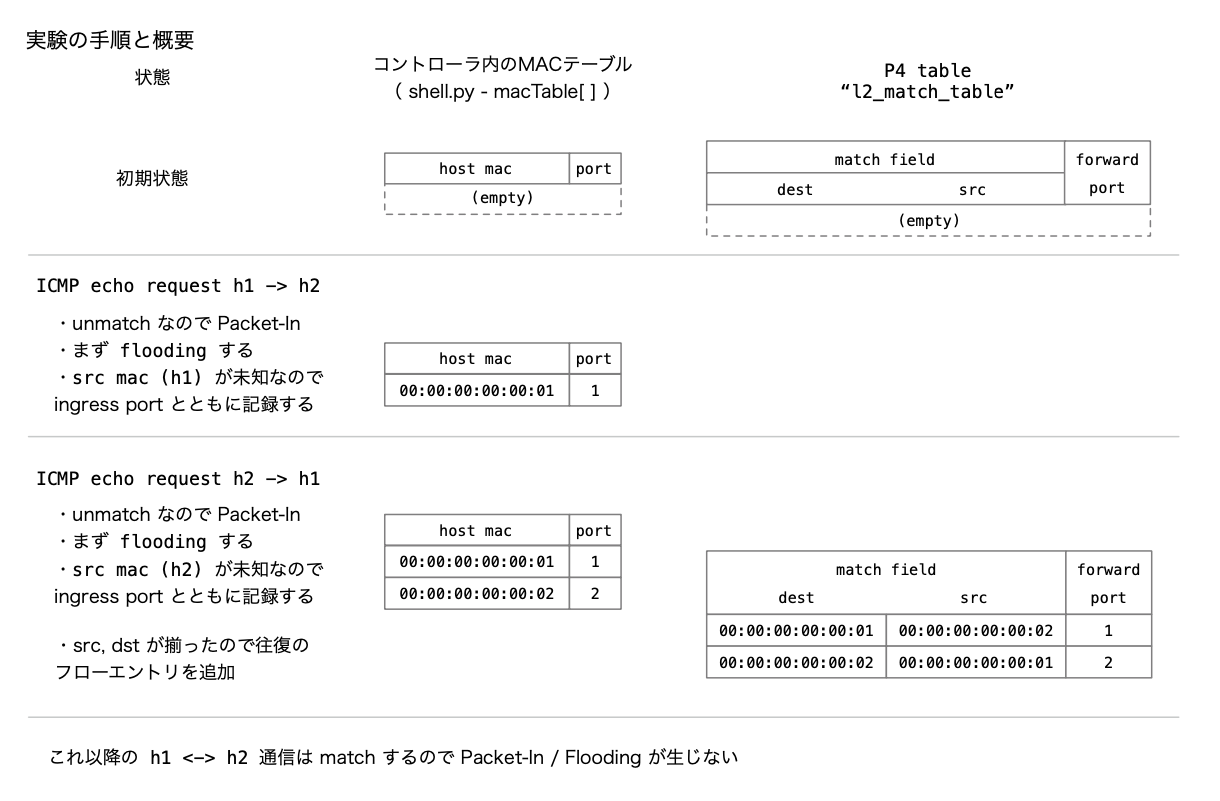 実験の手順と概要
状態
コントローラ内のMACテーブル
( shell.py - macTable[ ] )
P4 table
“l2_match_table”
初期状態
host mac port
(empty)
match field
dest src
forward
port
(empty)
ICMP echo request h1 -> h2
・unmatch なので Packet-In
・まず flooding する
・src mac (h1) が未知なので
ingress port とともに記録する
host mac port
00:00:00:00:00:01 1
ICMP echo request h2 -> h1
・unmatch なので Packet-In
・まず flooding する
・src mac (h2) が未知なので
ingress port とともに記録する
・src, dst が揃ったので往復の
フローエントリを追加
host mac port
00:00:00:00:00:01 1
00:00:00:00:00:02 2
match field
dest src
forward
port
00:00:00:00:00:01 00:00:00:00:00:02 1
00:00:00:00:00:02 00:00:00:00:00:01 2
これ以降の h1 <-> h2 通信は match するので Packet-In / Flooding が生じない